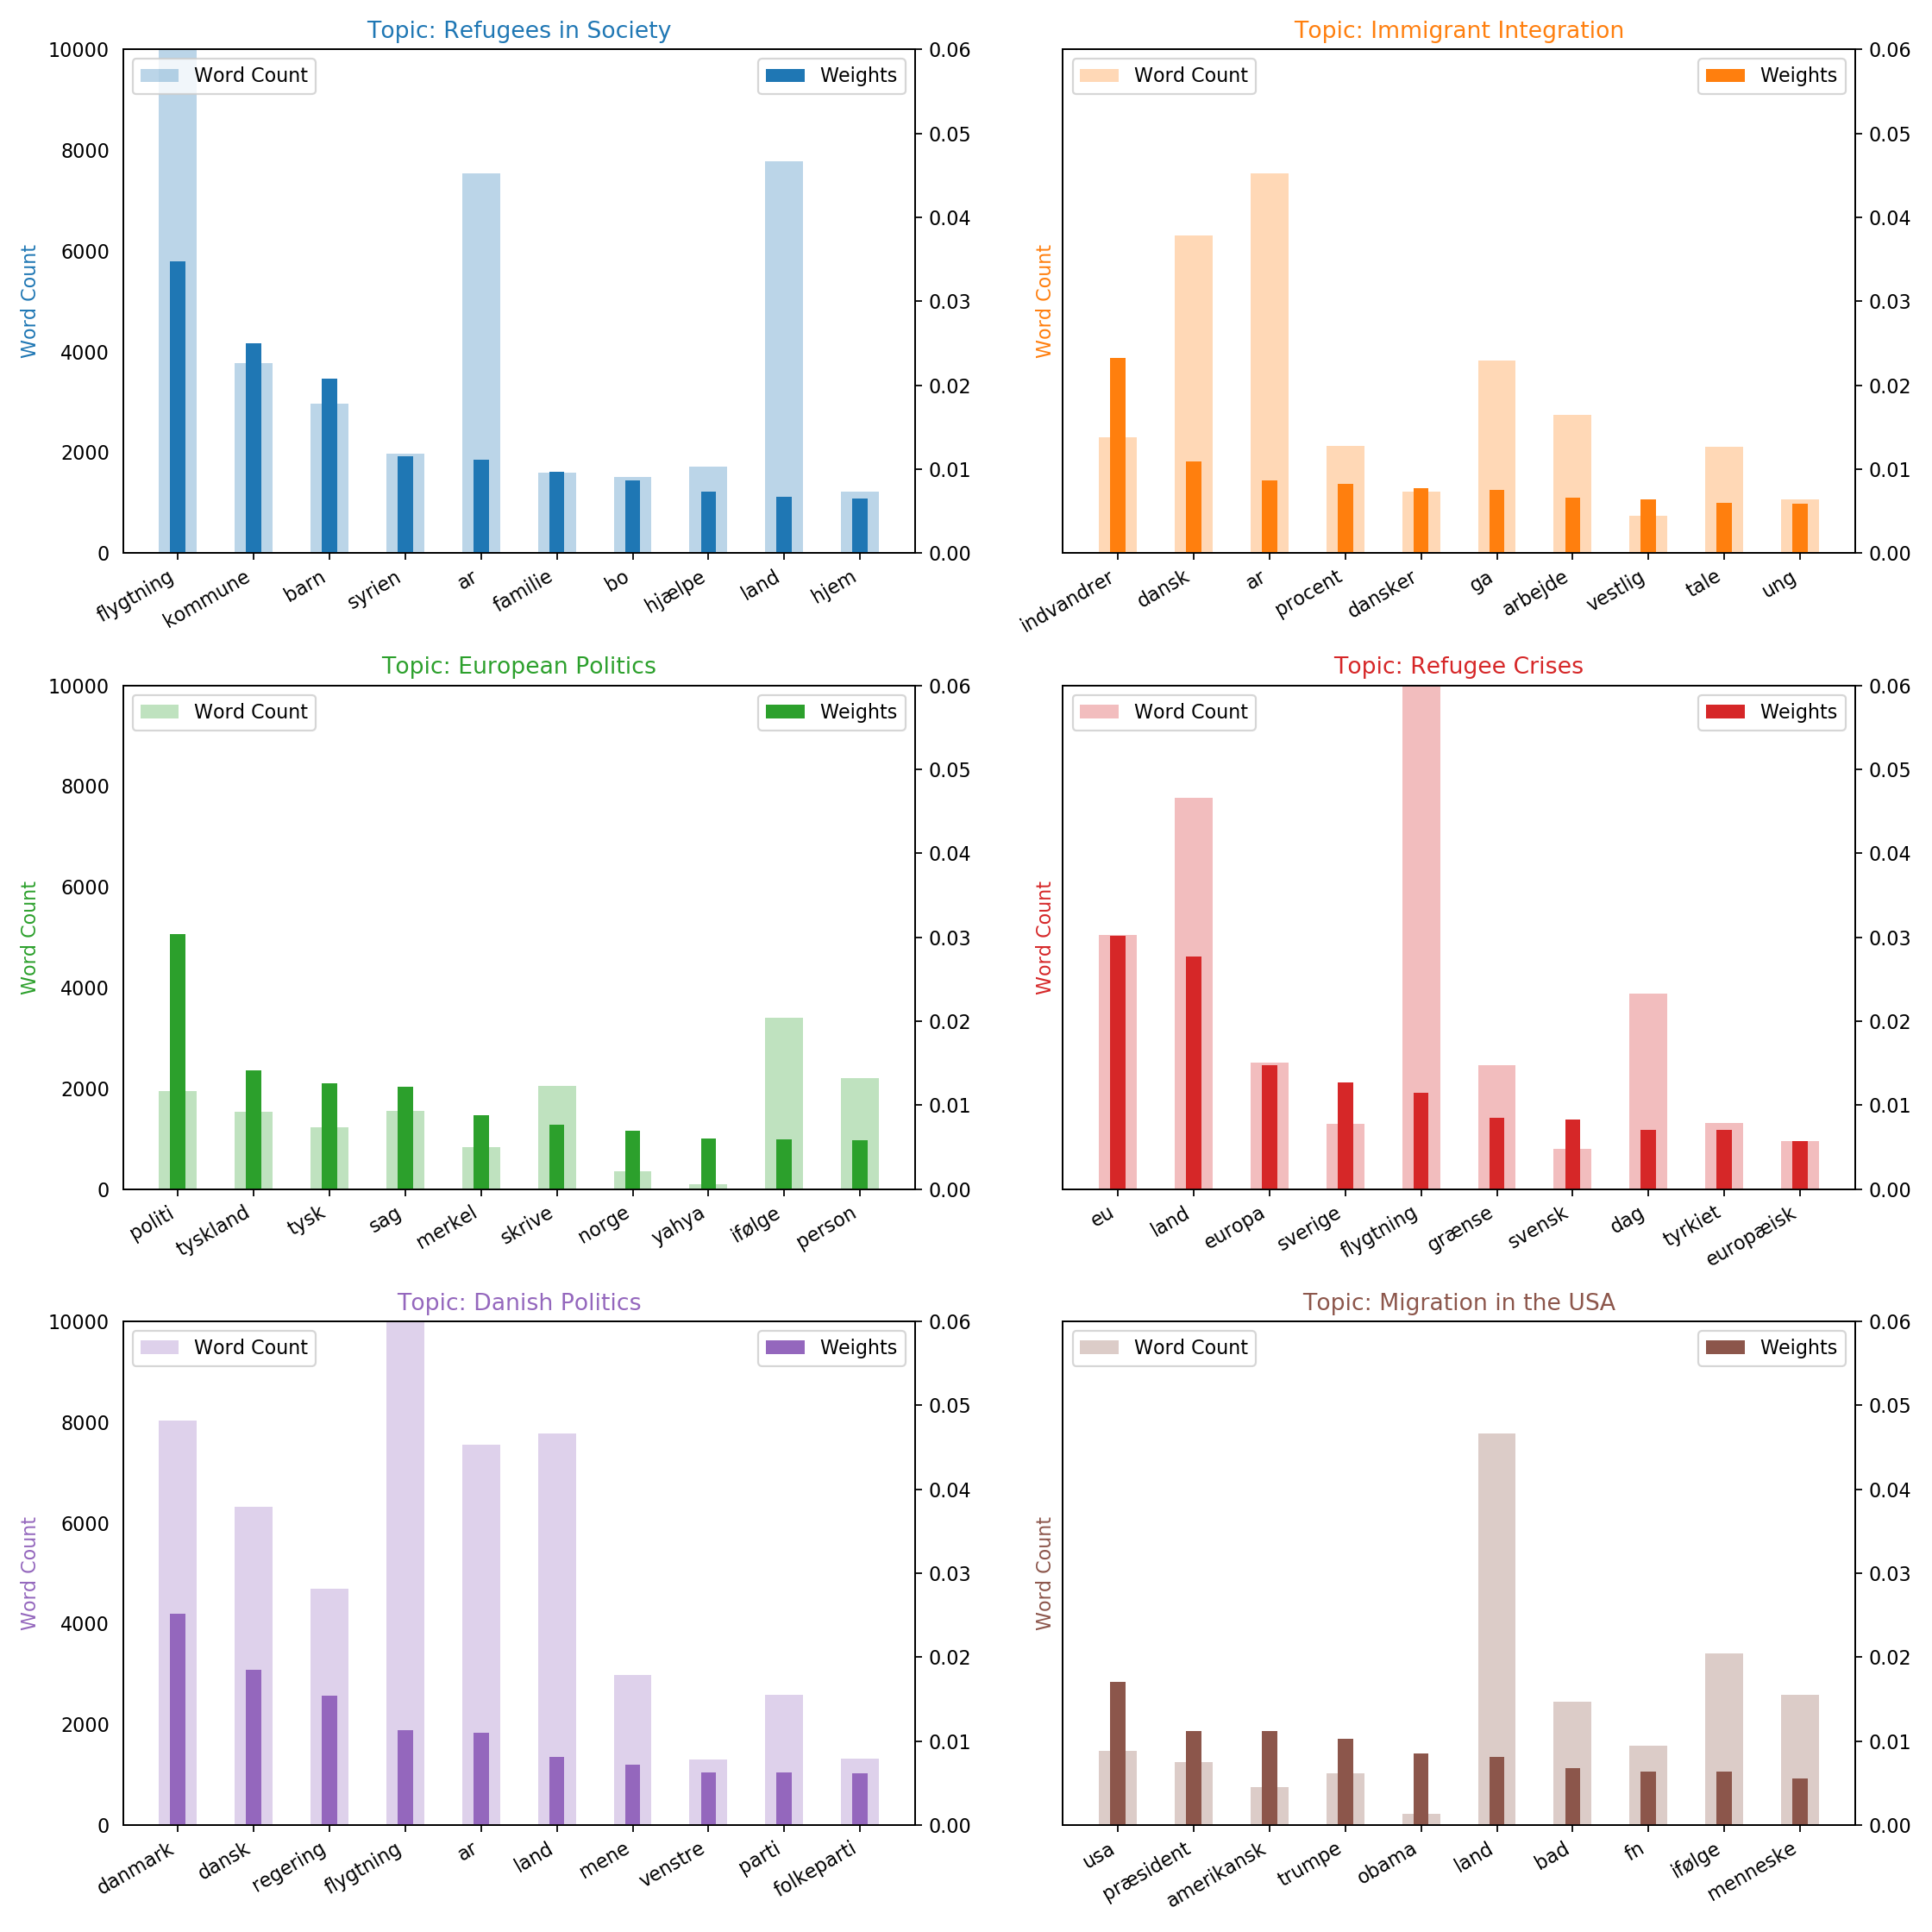 Topic: Refugees in Society
Word Count
Weights
Word Count
10000
8000
6000
4000
2000
0
0.06
0.05
0.04
0.03
0.02
0.01
0.00
flygtning
kommune
barn
syrien
ar
familie
bo
hjælpe
land
hjem
Topic: Immigrant Integration
Word Count
Weights
Word Count
0.06
0.05
0.04
0.03
0.02
0.01
0.00
indvandrer
dansk
ar
procent
dansker
ga
arbejde
vestlig
tale
ung
Topic: European Politics
Word Count
Weights
Word Count
10000
8000
6000
4000
2000
0
0.06
0.05
0.04
0.03
0.02
0.01
0.00
politi
tyskland
tysk
sag
merkel
skrive
norge
yahya
ifølge
person
Topic: Refugee Crises
Word Count
Weights
Word Count
0.06
0.05
0.04
0.03
0.02
0.01
0.00
eu
land
europa
sverige
flygtning
grænse
svensk
dag
tyrkiet
europæisk
Topic: Danish Politics
Word Count
Weights
Word Count
10000
8000
6000
4000
2000
0
0.06
0.05
0.04
0.03
0.02
0.01
0.00
danmark
dansk
regering
flygtning
ar
land
mene
venstre
parti
folkeparti
Topic: Migration in the USA
Word Count
Weights
Word Count
0.06
0.05
0.04
0.03
0.02
0.01
0.00
usa
præsident
amerikansk
trumpe
obama
land
bad
fn
ifølge
menneske